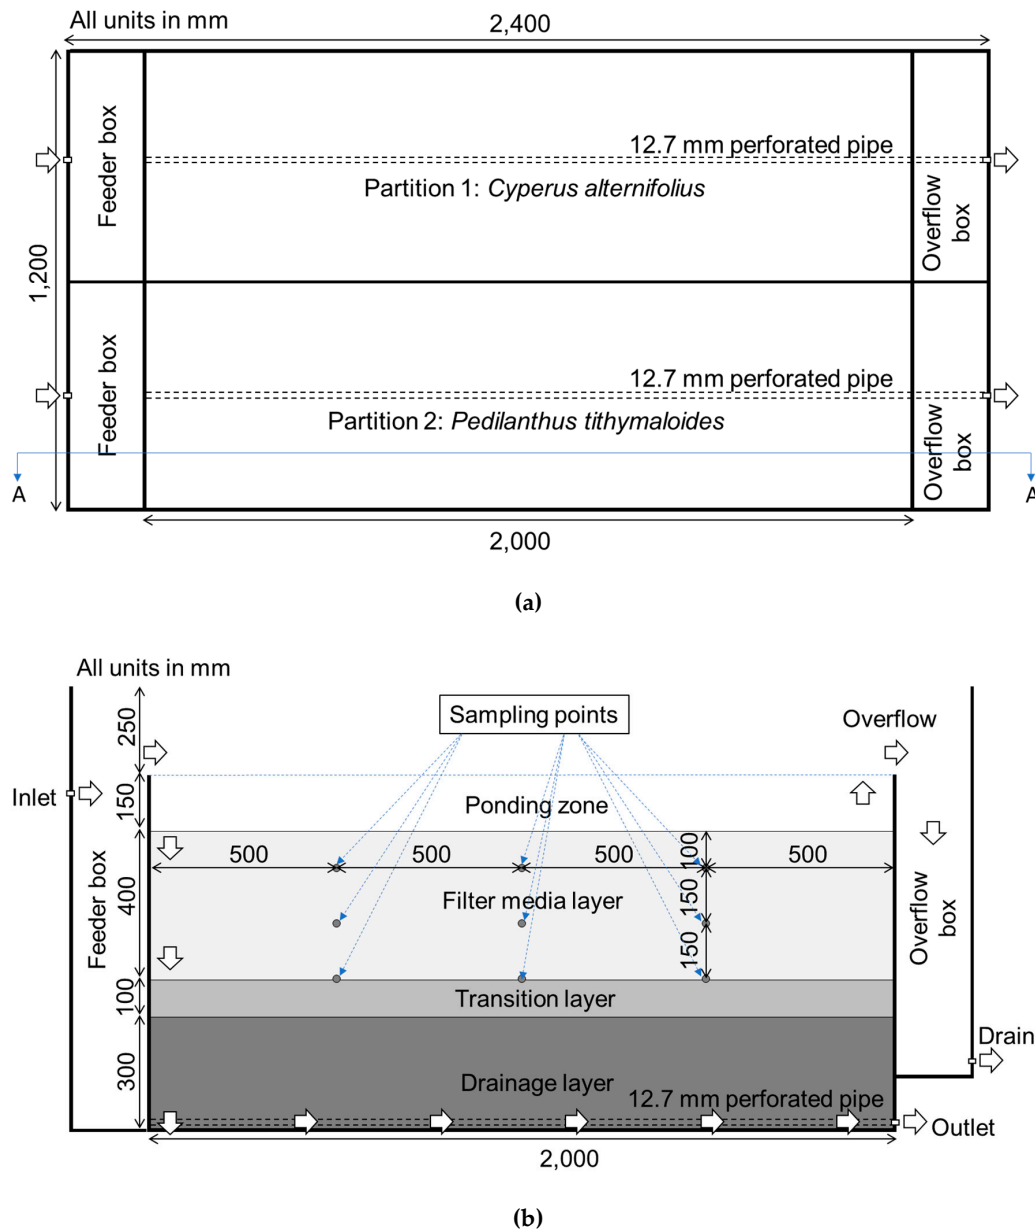 All units in mm
2,400
Feeder box
12.7 mm perforated pipe
Partition 1: Cyperus alternifolius
Overflow
box
1,200
Feeder box
12.7 mm perforated pipe
Partition 2: Pedilanthus tithymaloides
Overflow
box
A
A
2,000
(a)
All units in mm
250
Sampling points
Overflow
Inlet
150
Ponding zone
500
500
500
100
500
Feeder box
400
Filter media layer
150
150
Overflow
box
100
Transition layer
300
Drain
Drainage layer
12.7 mm perforated pipe
Outlet
2,000
(b)